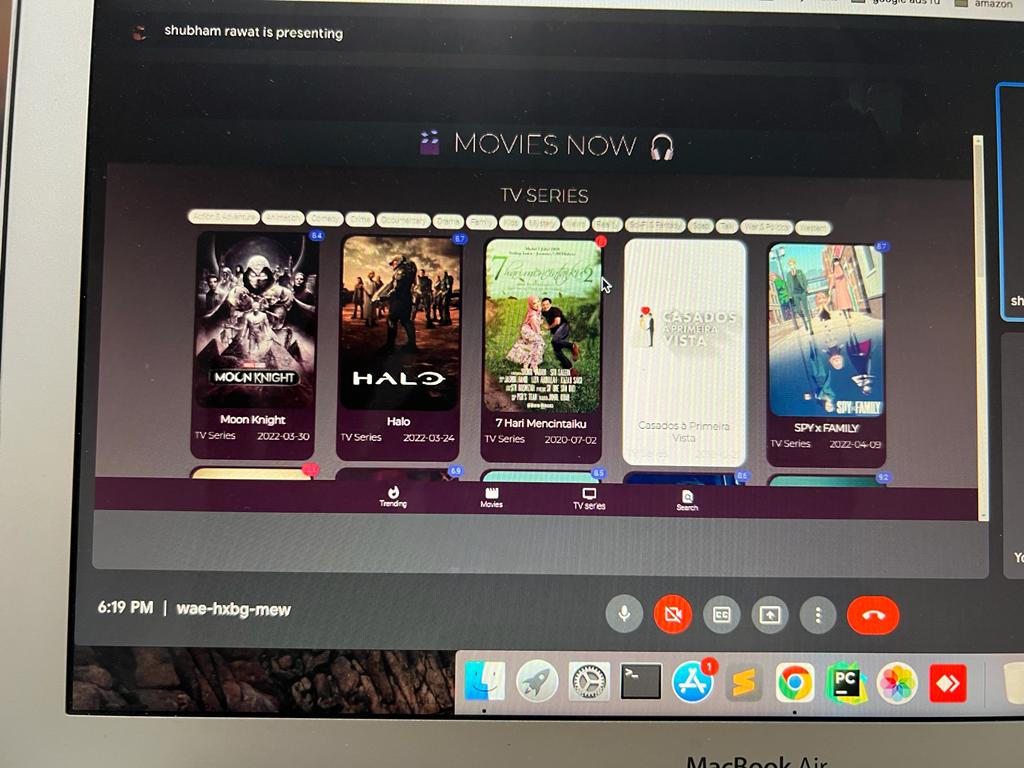 google ads fu
amazon
shubham rawat is presenting
MOVIES NOW
TV SERIES
Action & Adventure Animation Comedy Crime Documentary Drama Family Kids Mystery News Reality Sci-Fi & Fantasy Soap Talk War & Politics Western
8.4
8.7
8.7
MOON KNIGHT
HALO
7 hari mencintaiku 2
CASADOS
À PRIMEIRA
VISTA
SPY×FAMILY
Moon Knight
TV Series 2022-03-30
Halo
TV Series 2022-03-24
7 Hari Mencintaiku
TV Series 2020-07-02
Casados à Primeira
Vista
TV Series
SPY x FAMILY
TV Series 2022-04-09
6.9
8.5
8.6
9.2
Trending
Movies
TV series
Search
sh
Yo
6:19 PM | wae-hxbg-mew
CC
1
PC
MacBook Air